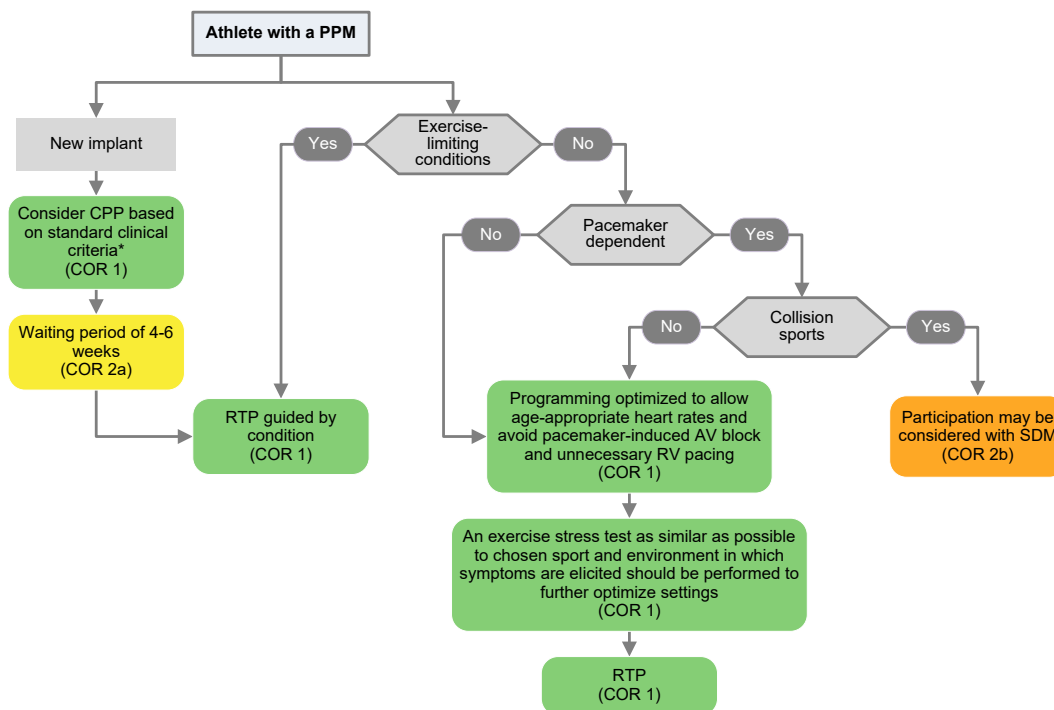 Athlete with a PPM
New implant
Yes
Exercise-
limiting
conditions
No
Consider CPP based
on standard clinical
criteria*
(COR 1)
No
Pacemaker
dependent
Yes
Waiting period of 4-6
weeks
(COR 2a)
No
Collision
sports
Yes
RTP guided by
condition
(COR 1)
Programming optimized to allow
age-appropriate heart rates and
avoid pacemaker-induced AV block
and unnecessary RV pacing
(COR 1)
Participation may be
considered with SDM
(COR 2b)
An exercise stress test as similar as possible
to chosen sport and environment in which
symptoms are elicited should be performed to
further optimize settings
(COR 1)
RTP
(COR 1)